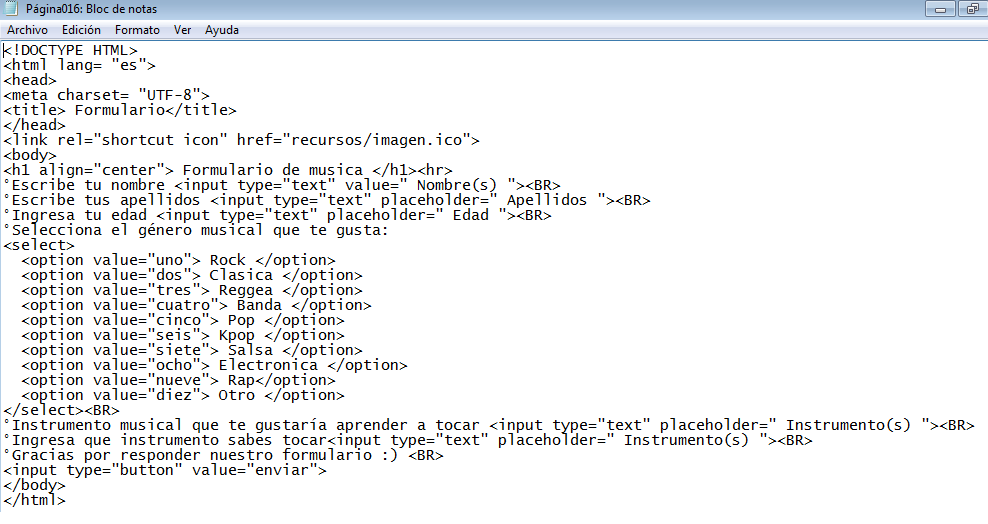 Página016: Bloc de notas
Archivo Edición Formato Ver Ayuda
<!DOCTYPE HTML>
<html lang= "es">
<head>
<meta charset= "UTF-8">
<title> Formulario</title>
</head>
<link rel="shortcut icon" href="recursos/imagen.ico">
<body>
<h1 align="center"> Formulario de musica </h1><hr>
°Escribe tu nombre <input type="text" value=" Nombre(s) "><BR>
°Escribe tus apellidos <input type="text" placeholder=" Apellidos "><BR>
°Ingresa tu edad <input type="text" placeholder=" Edad "><BR>
°Selecciona el género musical que te gusta:
<select>
  <option value="uno"> Rock </option>
  <option value="dos"> Clasica </option>
  <option value="tres"> Reggea </option>
  <option value="cuatro"> Banda </option>
  <option value="cinco"> Pop </option>
  <option value="seis"> Kpop </option>
  <option value="siete"> Salsa </option>
  <option value="ocho"> Electronica </option>
  <option value="nueve"> Rap</option>
  <option value="diez"> Otro </option>
</select><BR>
°Instrumento musical que te gustaría aprender a tocar <input type="text" placeholder=" Instrumento(s) "><BR>
°Ingresa que instrumento sabes tocar<input type="text" placeholder=" Instrumento(s) "><BR>
°Gracias por responder nuestro formulario :) <BR>
<input type="button" value="enviar">
</body>
</html>